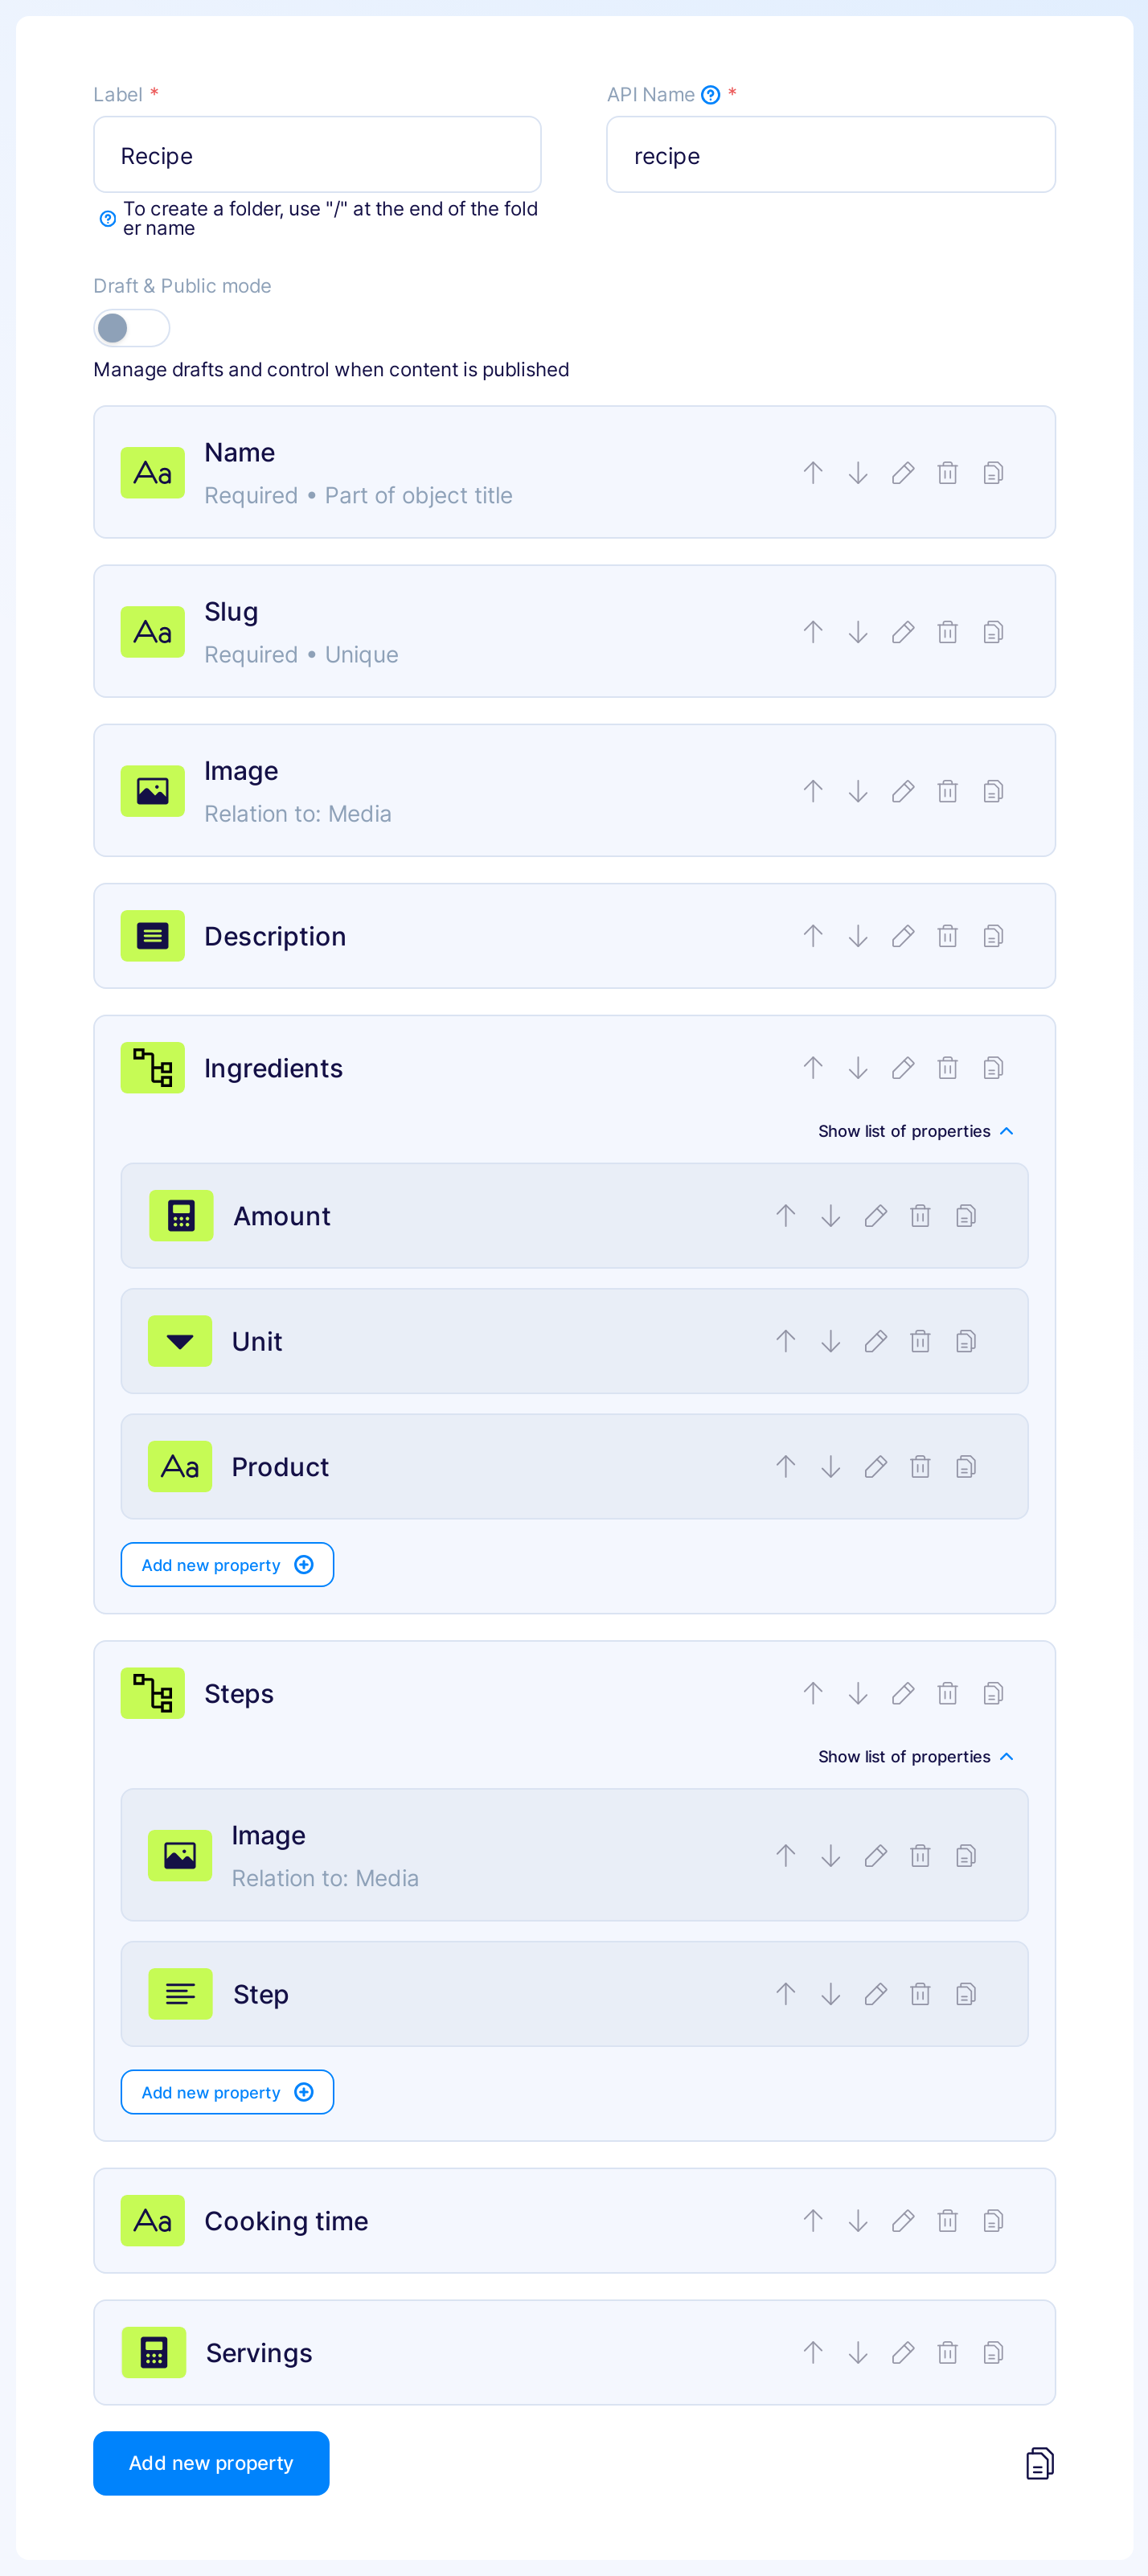 Label *
API Name *
Recipe
recipe
To create a folder, use "/" at the end of the fold
er name
Draft & Public mode
Manage drafts and control when content is published
Aa
Name
Required • Part of object title
Aa
Slug
Required • Unique
Image
Relation to: Media
Description
Ingredients
Show list of properties
Amount
Unit
Aa
Product
Add new property
Steps
Show list of properties
Image
Relation to: Media
Step
Add new property
Aa
Cooking time
Servings
Add new property